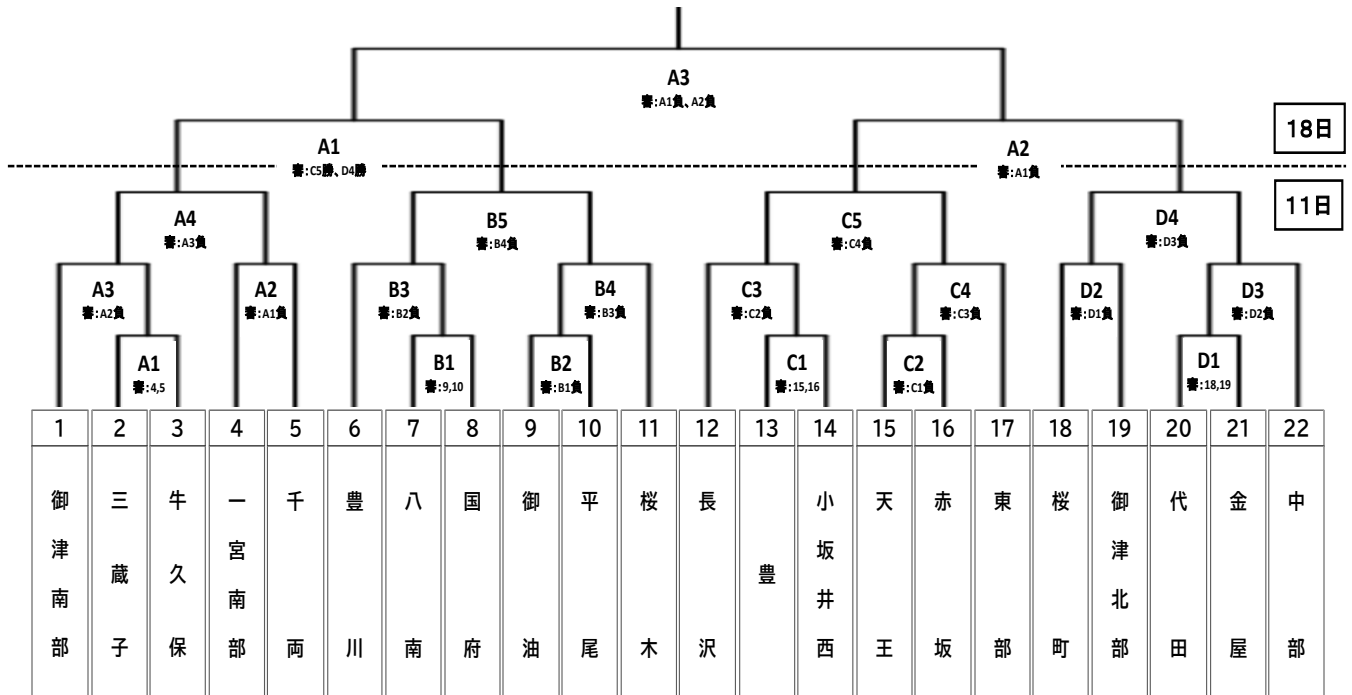 A3
審:A1負、A2負
18日
A1
審:C5勝、D4勝
A2
審:A1負
11日
A4
審:A3負
B5
審:B4負
C5
審:C4負
D4
審:D3負
A3
審:A2負
A2
審:A1負
B3
審:B2負
B4
審:B3負
C3
審:C2負
C4
審:C3負
D2
審:D1負
D3
審:D2負
A1
審:4,5
B1
審:9,10
B2
審:B1負
C1
審:15,16
C2
審:C1負
D1
審:18,19
1 2 3 4 5 6 7 8 9 10 11 12 13 14 15 16 17 18 19 20 21 22
御津南部
三蔵子
牛久保
一宮南部
千両
豊川
八南
国府
御油
平尾
桜木
長沢
豊
小坂井西
天王
赤坂
東部
桜町
御津北部
代田
金屋
中部